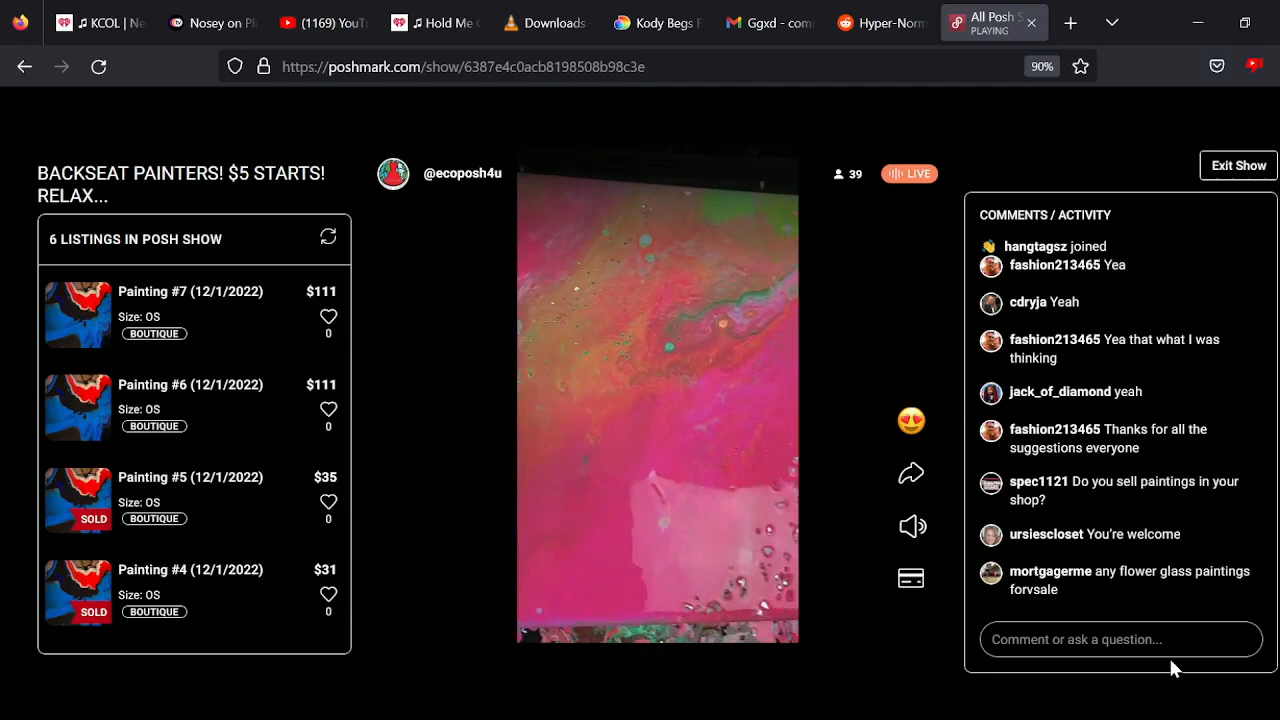 ♫ KCOL | Ne
Nosey on Pl
(1169) YouTu
♫ Hold Me C
Downloads
Kody Begs F
Ggxd - com
Hyper-Norm
All Posh S
PLAYING
https://poshmark.com/show/6387e4c0acb8198508b98c3e
90%
BACKSEAT PAINTERS! $5 STARTS!
RELAX...
6 LISTINGS IN POSH SHOW
Painting #7 (12/1/2022) $111
Size: OS
BOUTIQUE 0
Painting #6 (12/1/2022) $111
Size: OS
BOUTIQUE 0
Painting #5 (12/1/2022) $35
Size: OS
SOLD BOUTIQUE 0
Painting #4 (12/1/2022) $31
Size: OS
SOLD BOUTIQUE 0
@ecoposh4u
39
LIVE
Exit Show
COMMENTS / ACTIVITY
hangtagsz joined
fashion213465 Yea
cdryja Yeah
fashion213465 Yea that what I was
thinking
jack_of_diamond yeah
fashion213465 Thanks for all the
suggestions everyone
spec1121 Do you sell paintings in your
shop?
ursiescloset You're welcome
mortgagerme any flower glass paintings
forvsale
Comment or ask a question...